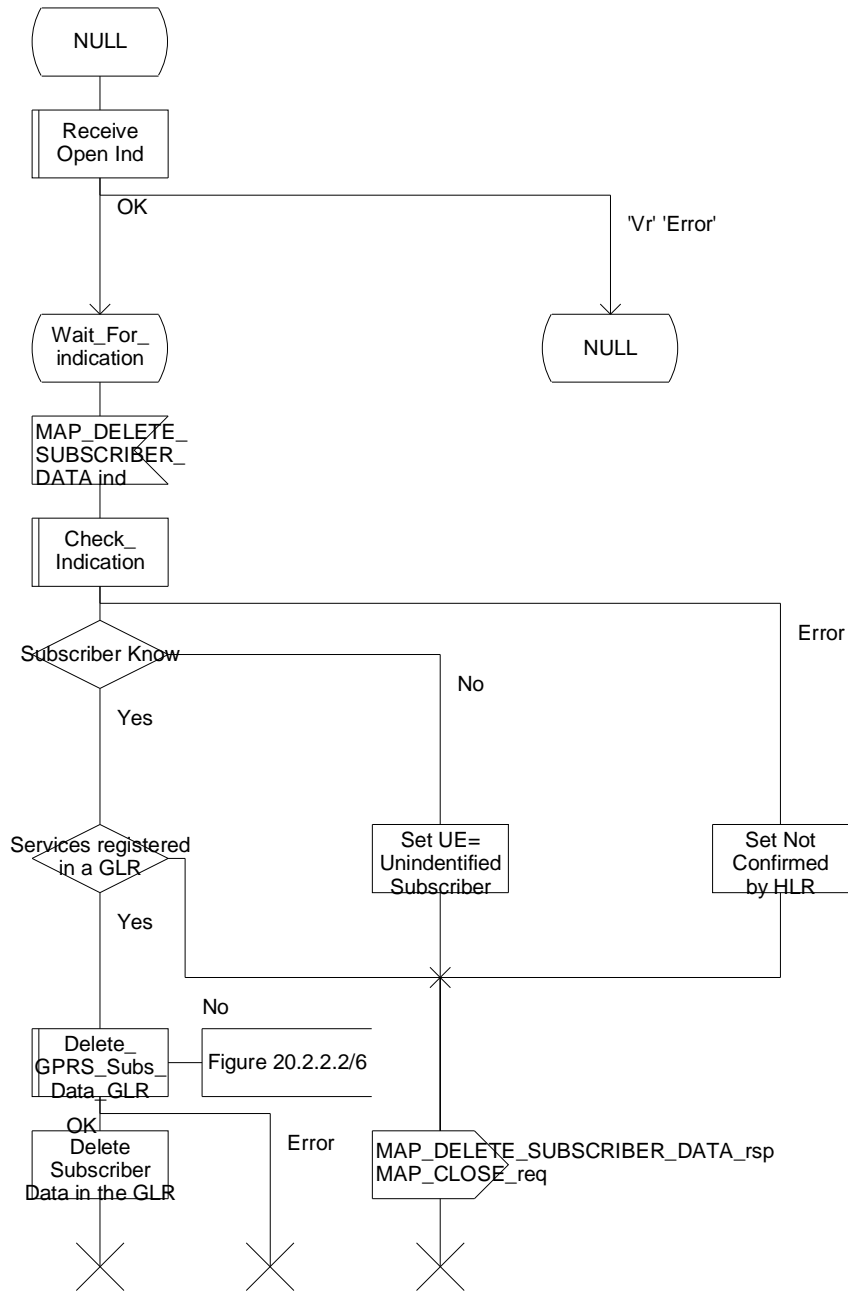 NULL
Receive
Open Ind
OK
'Vr' 'Error'
Wait_For_
indication
NULL
MAP_DELETE_
SUBSCRIBER_
DATA ind
Check_
Indication
Error
Subscriber Know
No
Yes
Services registered
in a GLR
Set UE=
Unindentified
Subscriber
Set Not
Confirmed
by HLR
Yes
No
Delete_
GPRS_Subs_
Data_GLR
Figure 20.2.2.2/6
OK
Error
Delete
Subscriber
Data in the GLR
MAP_DELETE_SUBSCRIBER_DATA_rsp
MAP_CLOSE_req